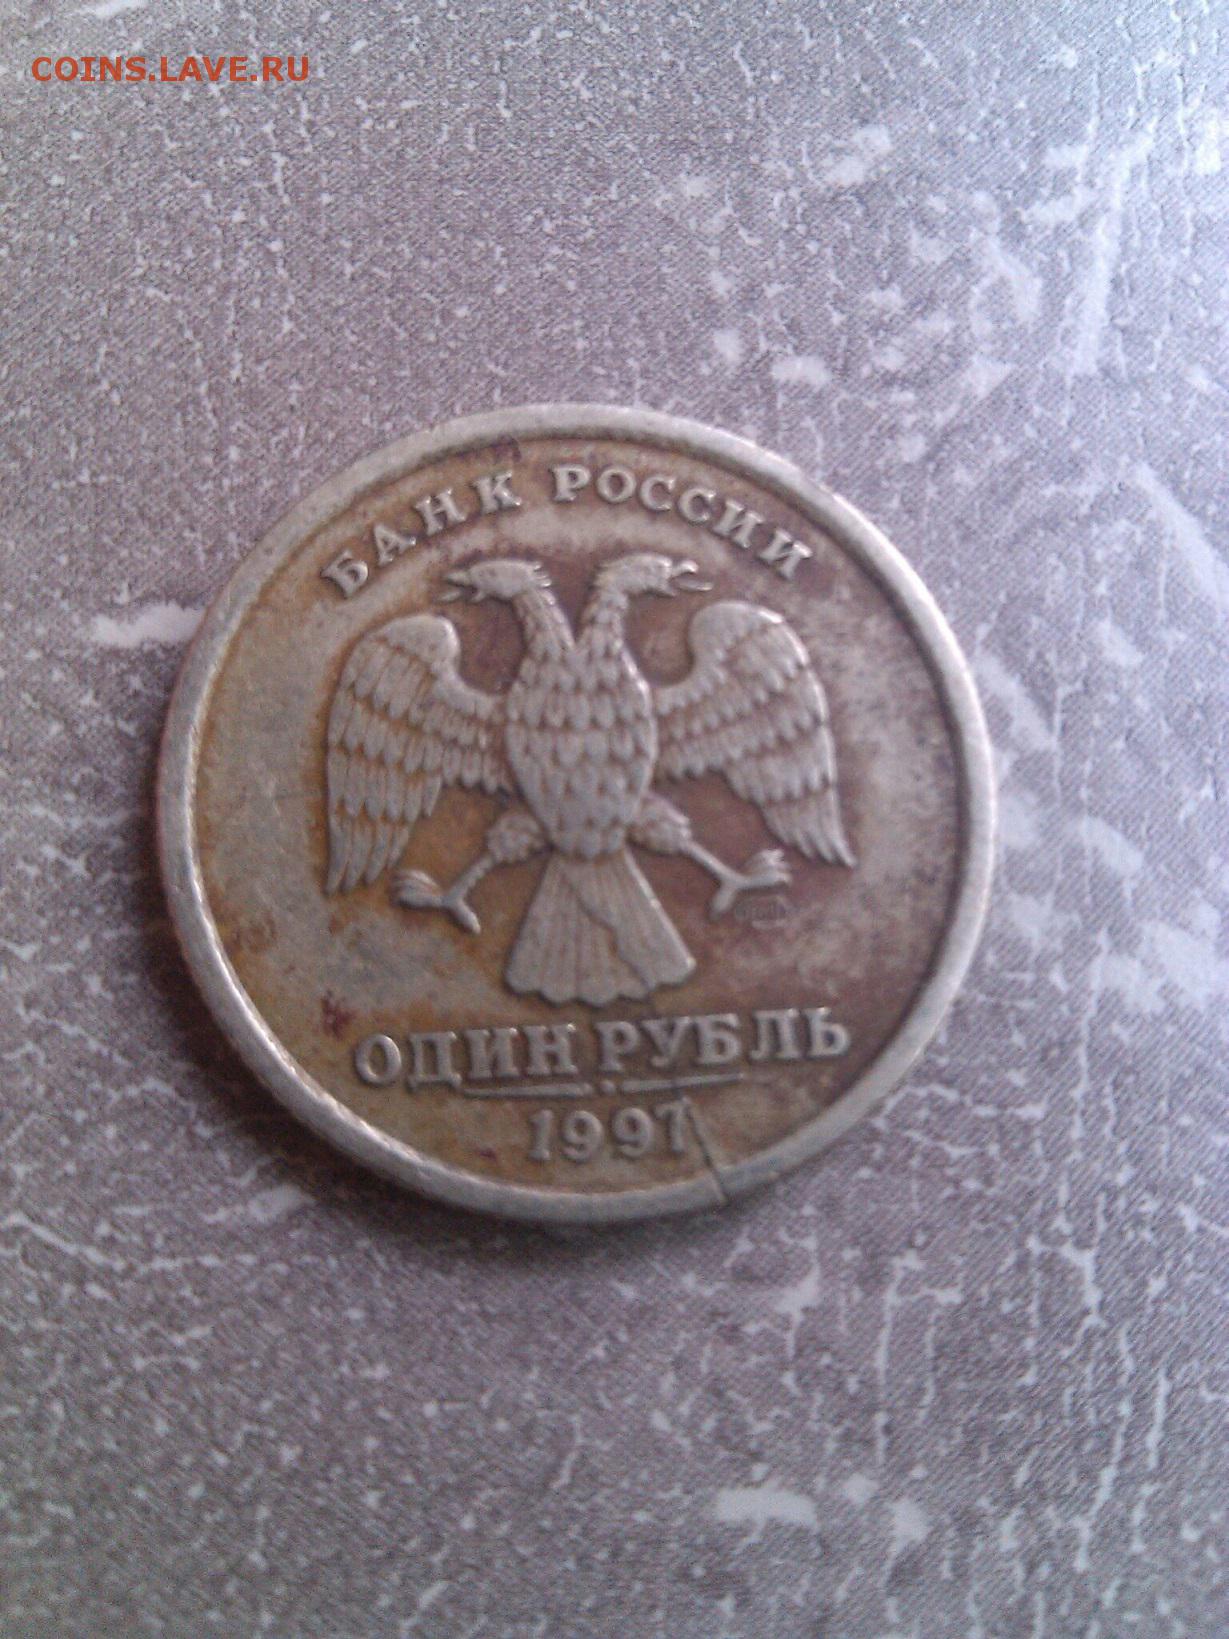 COINS.LAVE.RU
БАНК РОССИИ
ОДИН РУБЛЬ
1997